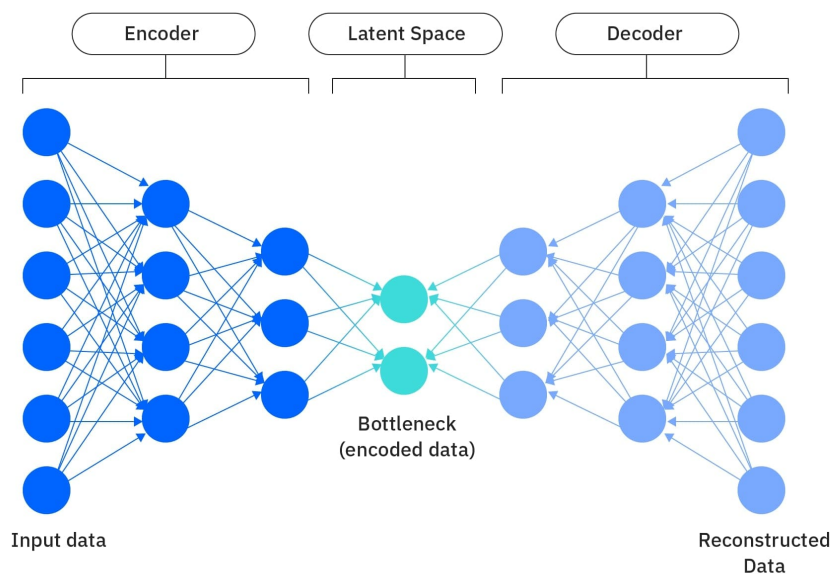 Encoder
Latent Space
Decoder
Bottleneck
(encoded data)
Input data
Reconstructed
Data